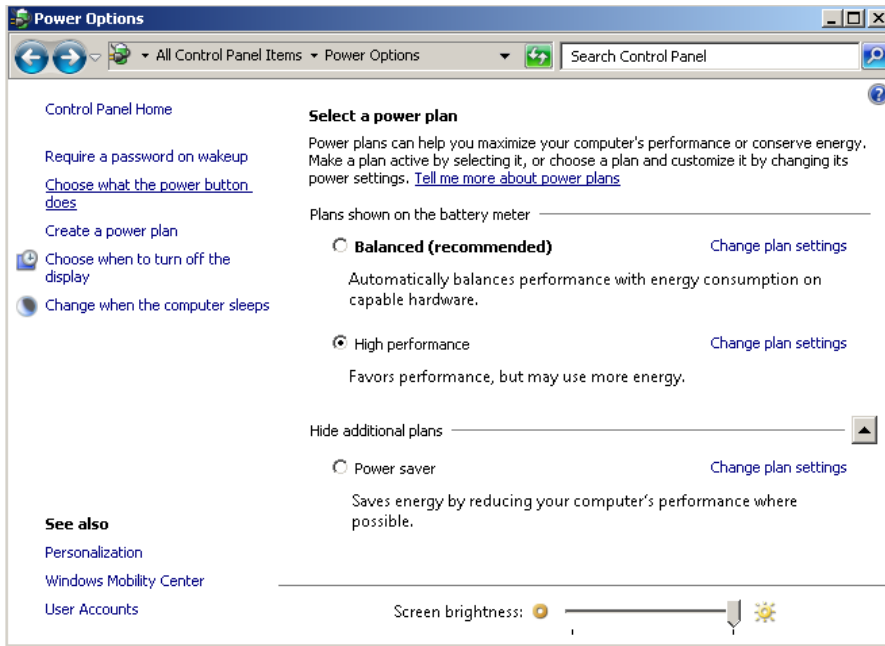 Power Options
All Control Panel Items
Power Options
Search Control Panel
Control Panel Home
Require a password on wakeup
Choose what the power button
does
Create a power plan
Choose when to turn off the
display
Change when the computer sleeps
See also
Personalization
Windows Mobility Center
User Accounts
Select a power plan
Power plans can help you maximize your computer's performance or conserve energy.
Make a plan active by selecting it, or choose a plan and customize it by changing its
power settings. Tell me more about power plans
Plans shown on the battery meter
Balanced (recommended) Change plan settings
Automatically balances performance with energy consumption on
capable hardware.
High performance Change plan settings
Favors performance, but may use more energy.
Hide additional plans
Power saver Change plan settings
Saves energy by reducing your computer's performance where
possible.
Screen brightness: